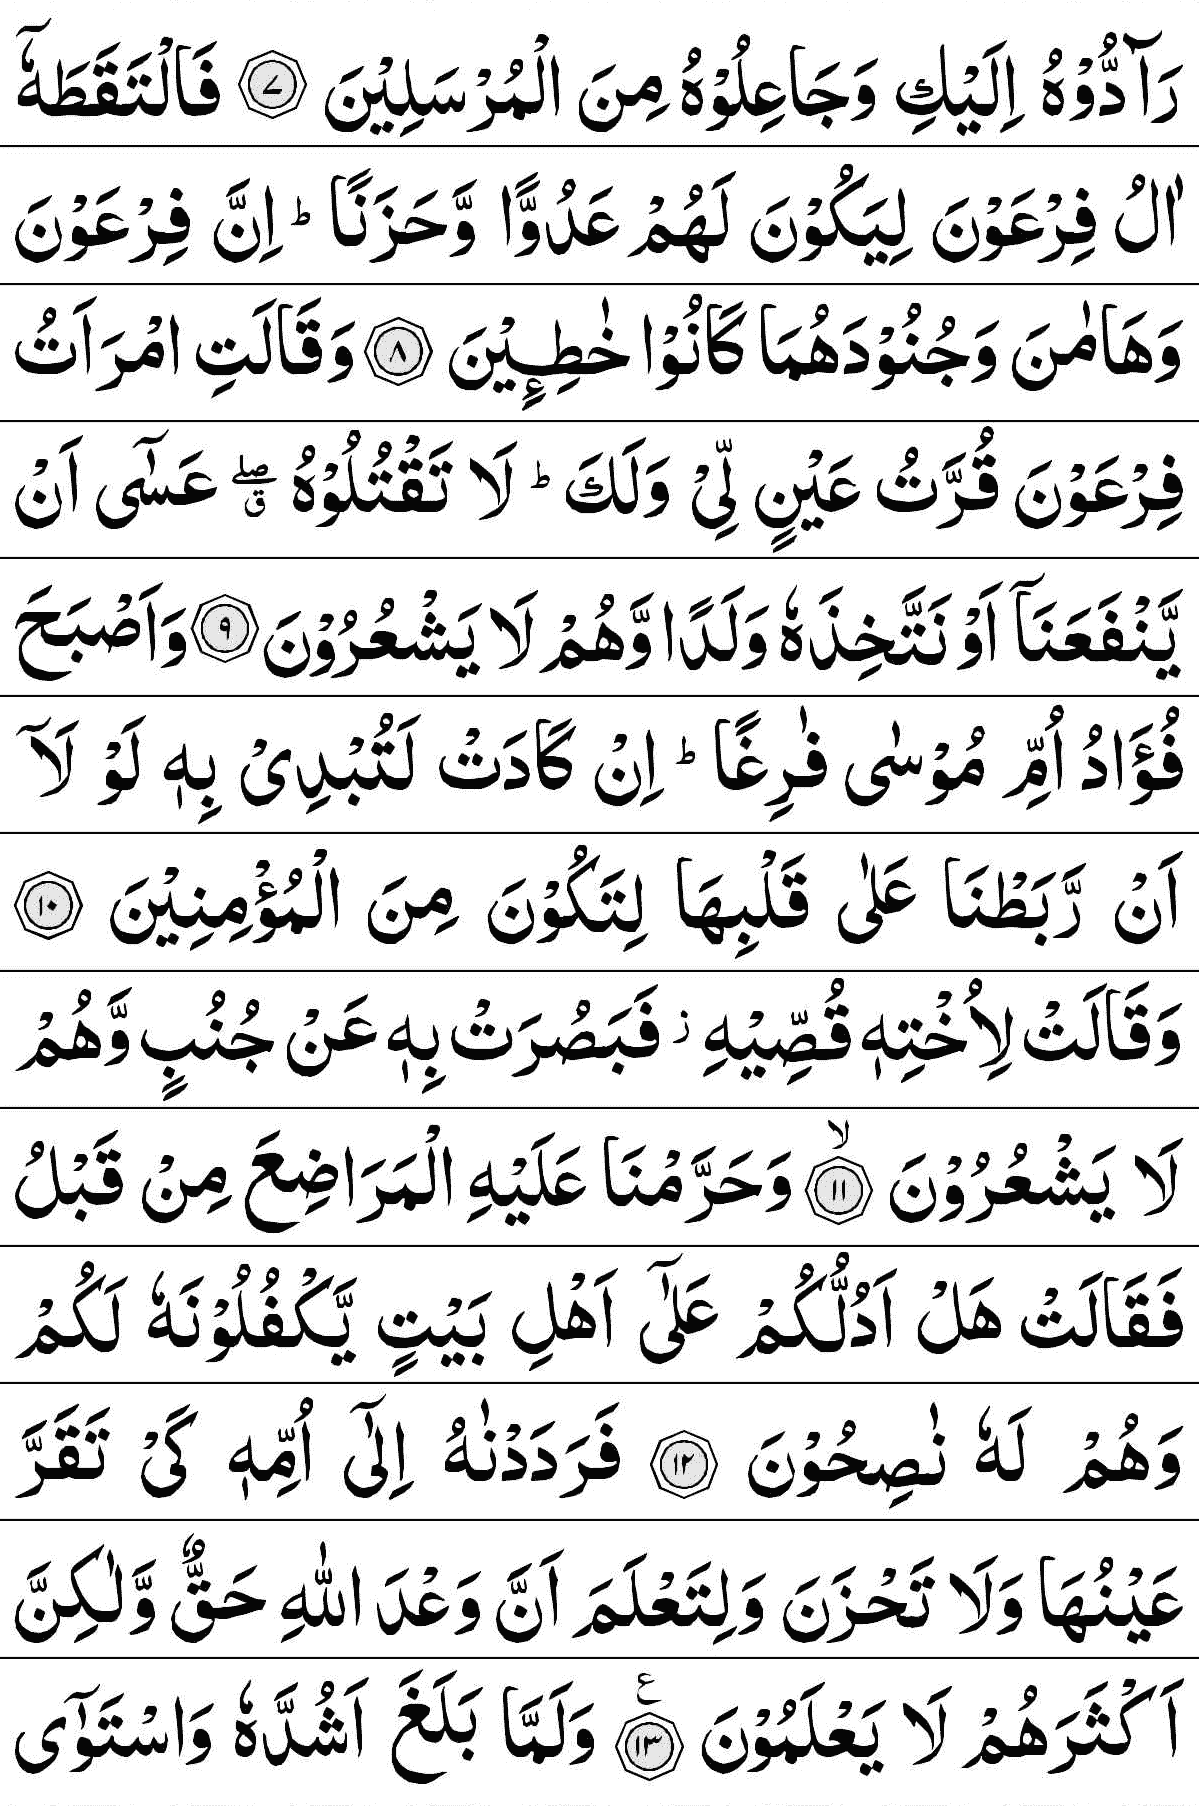 رَآدُّوْهُ اِلَيْكِ وَجَاعِلُوْهُ مِنَ الْمُرْسَلِيْنَ ۝٧ فَالْتَقَطَهٗۤ
اٰلُ فِرْعَوْنَ لِيَكُوْنَ لَهُمْ عَدُوًّا وَّحَزَنًا ؕ اِنَّ فِرْعَوْنَ
وَهَامٰنَ وَجُنُوْدَهُمَا كَانُوْا خٰطِـِٕيْنَ ۝٨ وَقَالَتِ امْرَاَتُ
فِرْعَوْنَ قُرَّتُ عَيْنٍ لِّيْ وَلَكَ ؕ لَا تَقْتُلُوْهُ ۖق عَسٰۤى اَنْ
يَّنْفَعَنَاۤ اَوْ نَتَّخِذَهٗ وَلَدًا وَّهُمْ لَا يَشْعُرُوْنَ ۝٩ وَاَصْبَحَ
فُؤَادُ اُمِّ مُوْسٰى فٰرِغًا ؕ اِنْ كَادَتْ لَتُبْدِيْ بِهٖ لَوْ لَاۤ
اَنْ رَّبَطْنَا عَلٰى قَلْبِهَا لِتَكُوْنَ مِنَ الْمُؤْمِنِيْنَ ۝١٠
وَقَالَتْ لِاُخْتِهٖ قُصِّيْهِ ؗ فَبَصُرَتْ بِهٖ عَنْ جُنُبٍ وَّهُمْ
لَا يَشْعُرُوْنَ ۝١١ۙ وَحَرَّمْنَا عَلَيْهِ الْمَرَاضِعَ مِنْ قَبْلُ
فَقَالَتْ هَلْ اَدُلُّكُمْ عَلٰۤى اَهْلِ بَيْتٍ يَّكْفُلُوْنَهٗ لَكُمْ
وَهُمْ لَهٗ نٰصِحُوْنَ ۝١٢ فَرَدَدْنٰهُ اِلٰۤى اُمِّهٖ كَيْ تَقَرَّ
عَيْنُهَا وَلَا تَحْزَنَ وَلِتَعْلَمَ اَنَّ وَعْدَ اللّٰهِ حَقٌّ وَّلٰكِنَّ
اَكْثَرَهُمْ لَا يَعْلَمُوْنَ ۝١٣ع وَلَمَّا بَلَغَ اَشُدَّهٗ وَاسْتَوٰۤى